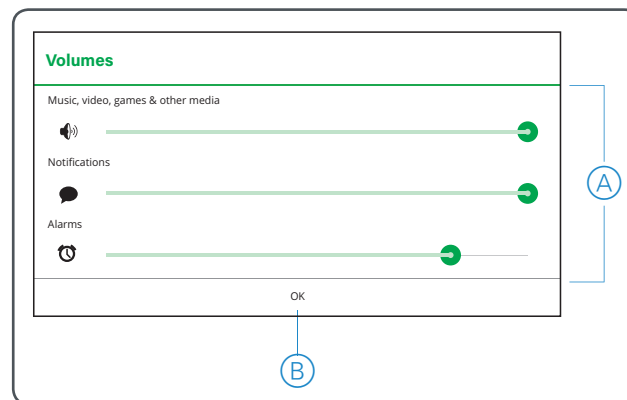 Volumes
Music, video, games & other media
Notifications
Alarms
OK
A
B